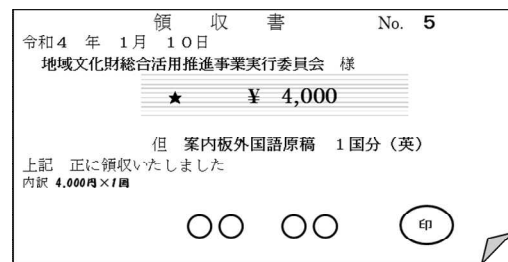 領 収 書 No. 5
令和4 年 1月 10日
地域文化財総合活用推進事業実行委員会 様
★ ¥ 4,000
但 案内板外国語原稿 1国分（英）
上記 正に領収いたしました
内訳 4,000円×1国
○○ ○○ 印